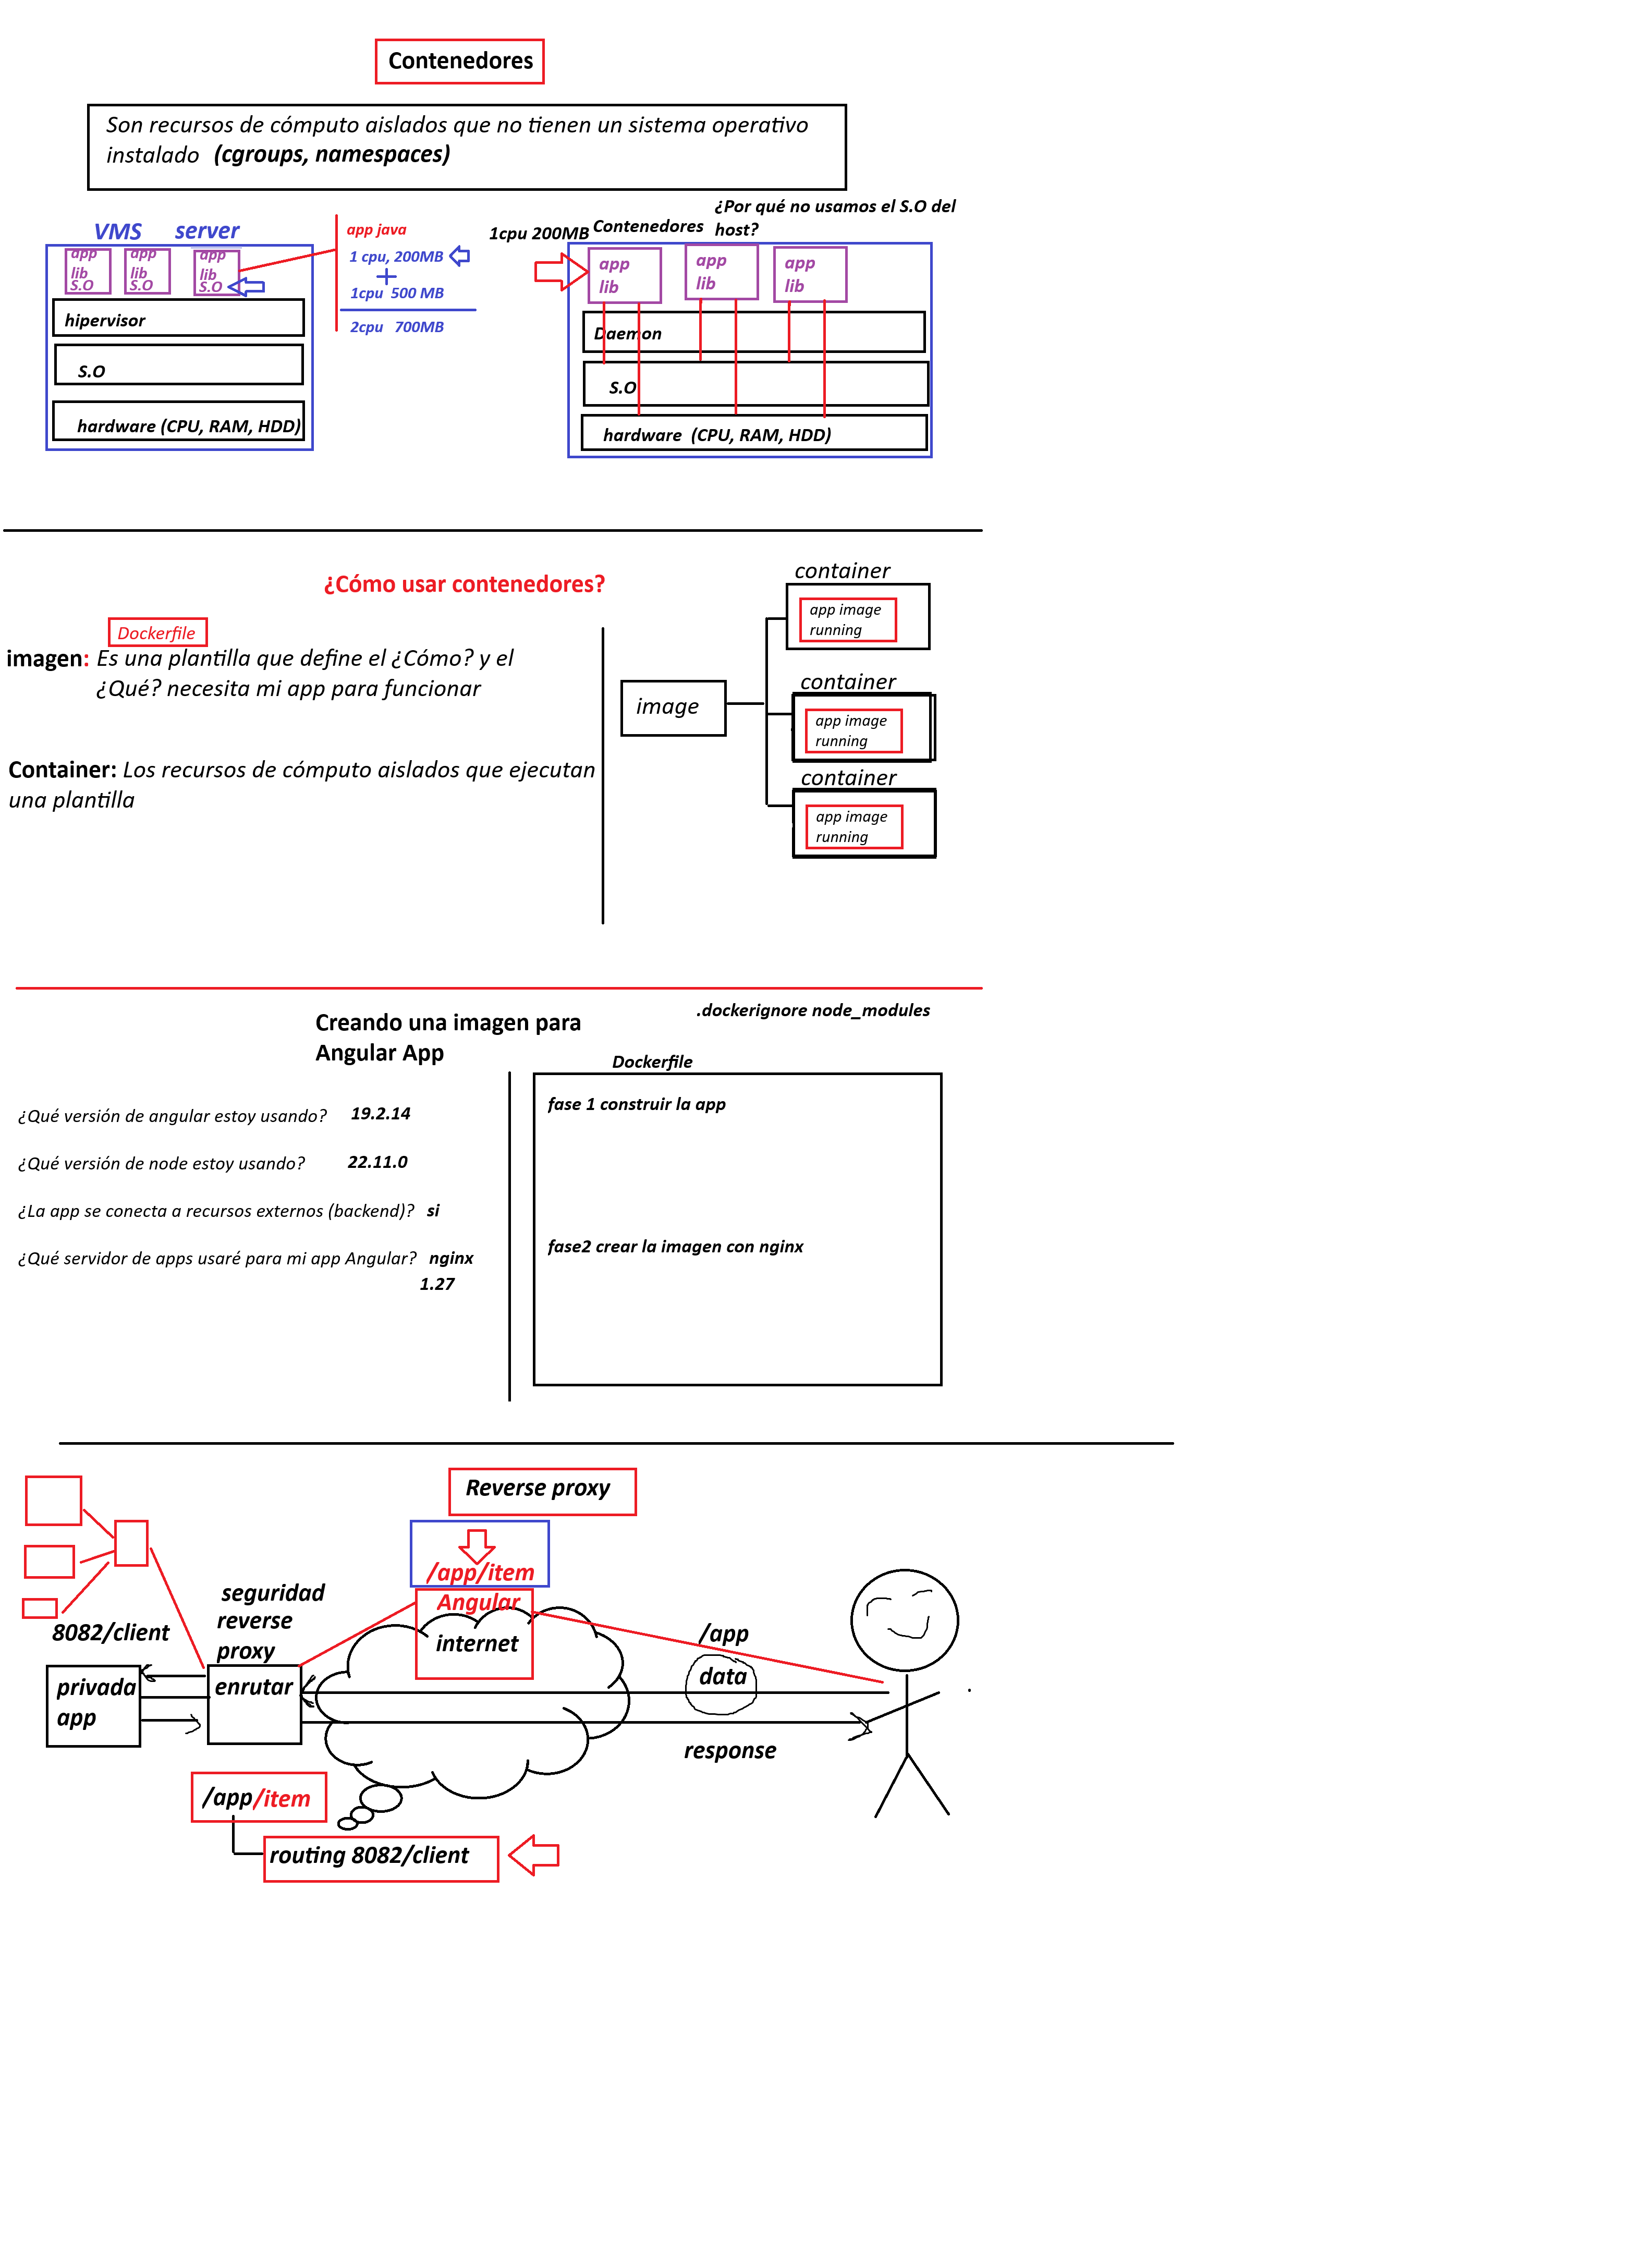 Contenedores
Son recursos de cómputo aislados que no tienen un sistema operativo
instalado (cgroups, namespaces)
VMS server
app
lib
S.O
app
lib
S.O
app
lib
S.O
hipervisor
S.O
hardware (CPU, RAM, HDD)
app java
1 cpu, 200MB
+
1cpu 500 MB
2cpu 700MB
1cpu 200MB
Contenedores
¿Por qué no usamos el S.O del
host?
app
lib
app
lib
app
lib
Daemon
S.O
hardware (CPU, RAM, HDD)
¿Cómo usar contenedores?
Dockerfile
imagen: Es una plantilla que define el ¿Cómo? y el
¿Qué? necesita mi app para funcionar
Container: Los recursos de cómputo aislados que ejecutan
una plantilla
image
container
app image
running
container
app image
running
container
app image
running
Creando una imagen para
Angular App
.dockerignore node_modules
¿Qué versión de angular estoy usando? 19.2.14
¿Qué versión de node estoy usando? 22.11.0
¿La app se conecta a recursos externos (backend)? si
¿Qué servidor de apps usaré para mi app Angular? nginx
1.27
Dockerfile
fase 1 construir la app
fase2 crear la imagen con nginx
Reverse proxy
/app/item
Angular
internet
seguridad
reverse
proxy
8082/client
privada
app
enrutar
/app
data
response
/app/item
routing 8082/client